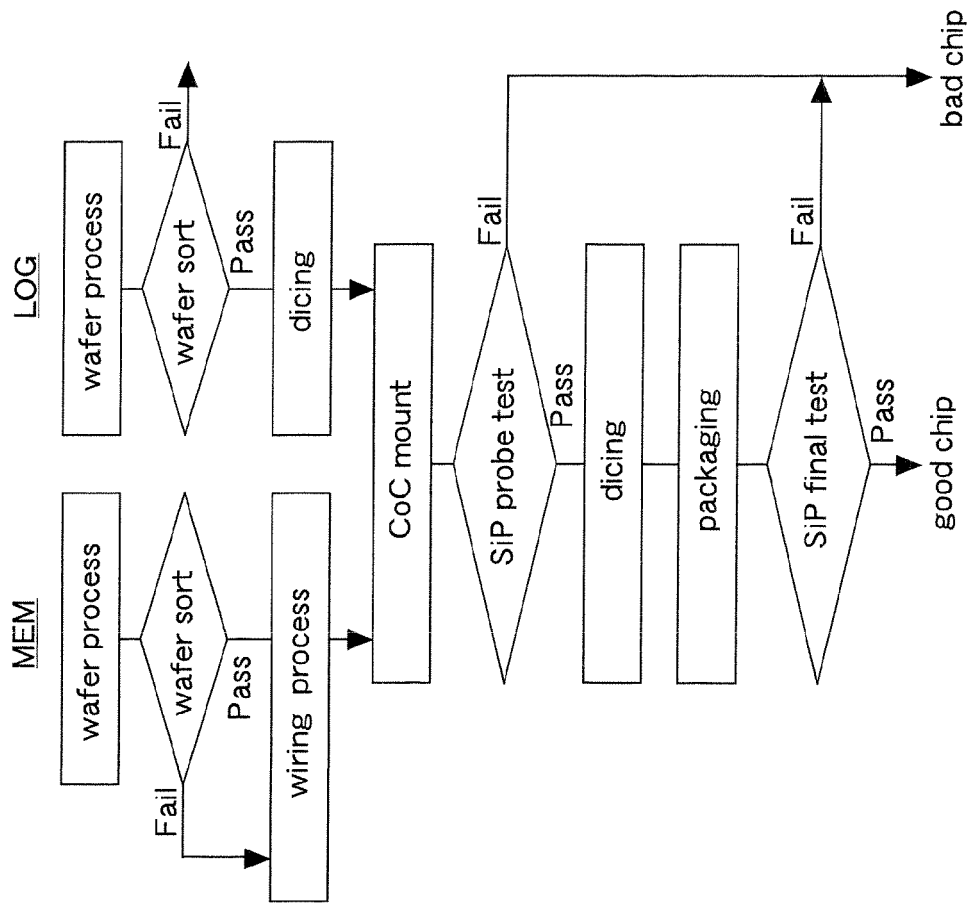 MEM
wafer process
wafer sort
Fail
Pass
wiring process
LOG
wafer process
wafer sort
Fail
Pass
dicing
CoC mount
SiP probe test
Fail
Pass
dicing
packaging
SiP final test
Fail
Pass
good chip
bad chip